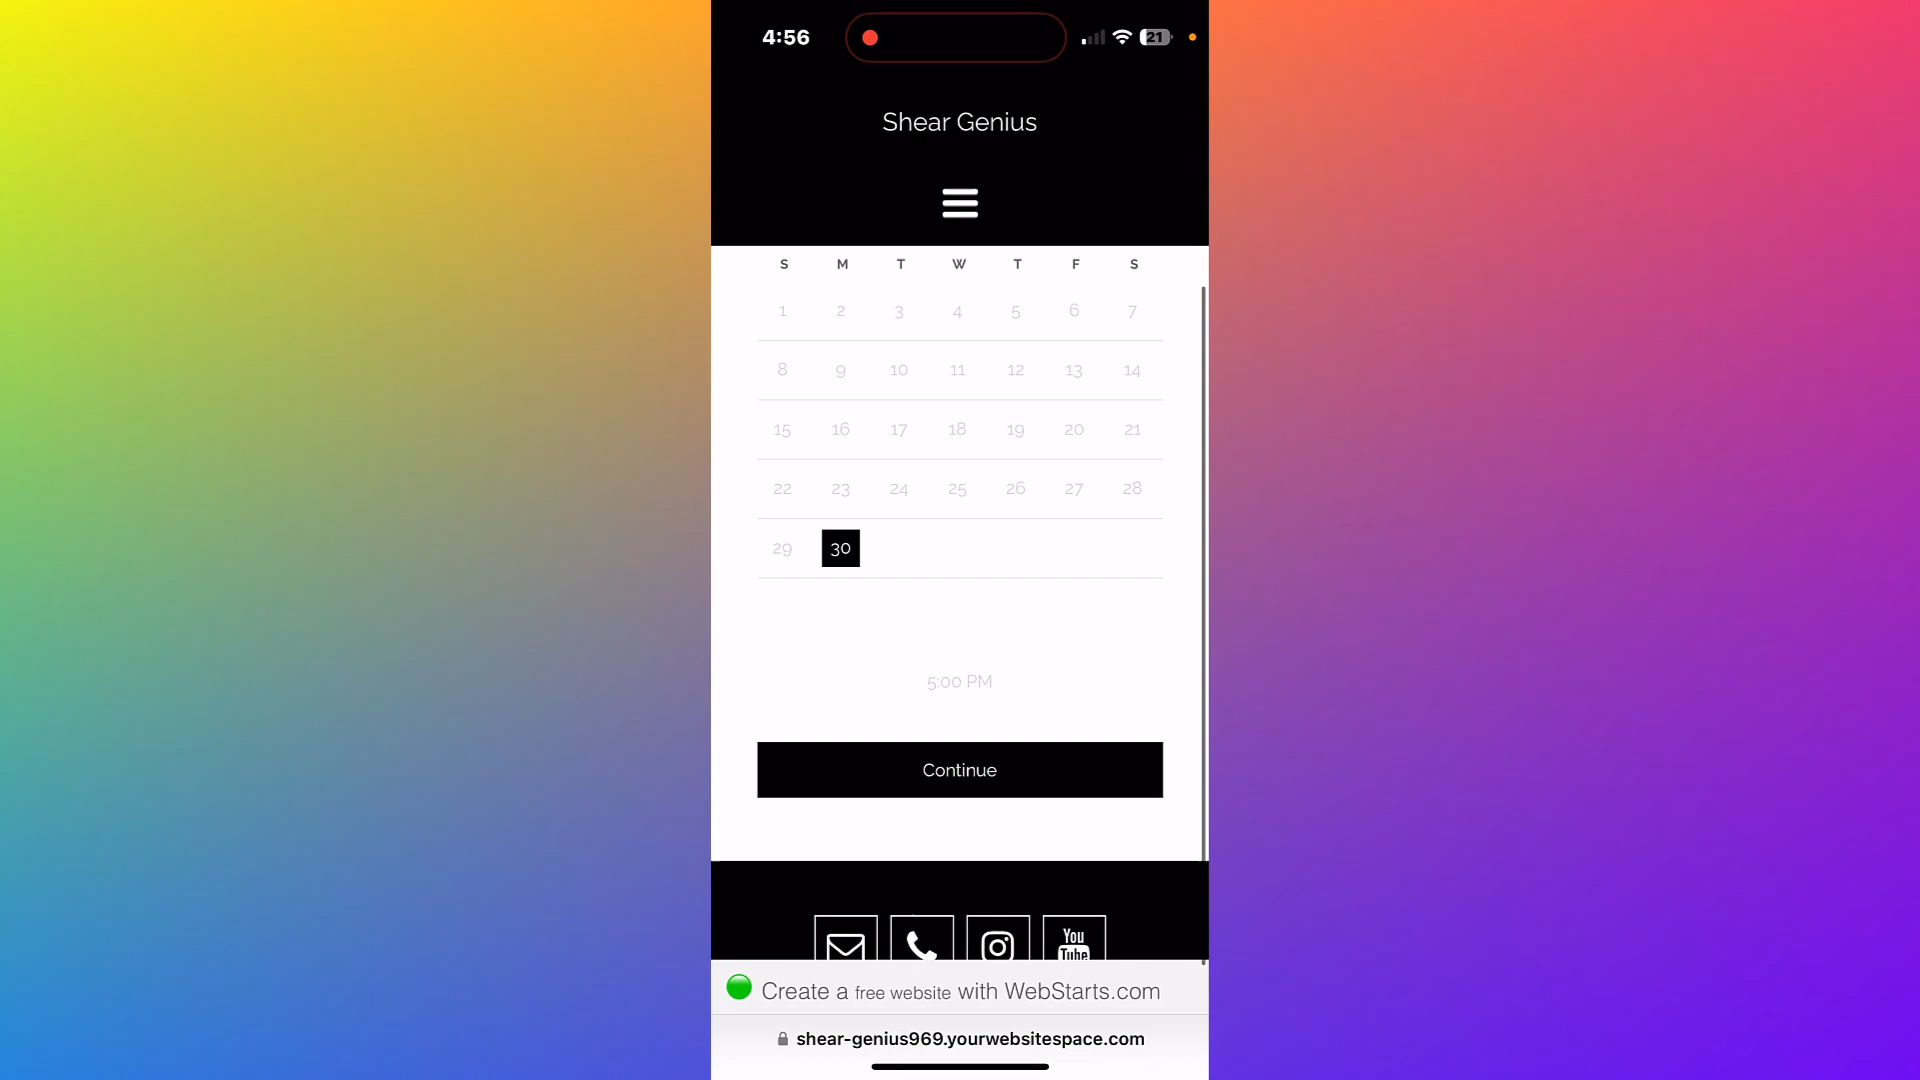 4:56
21
Shear Genius
S M T W T F S
1 2 3 4 5 6 7
8 9 10 11 12 13 14
15 16 17 18 19 20 21
22 23 24 25 26 27 28
29 30
5:00 PM
Continue
You
Tube
Create a free website with WebStarts.com
shear-genius969.yourwebsitespace.com